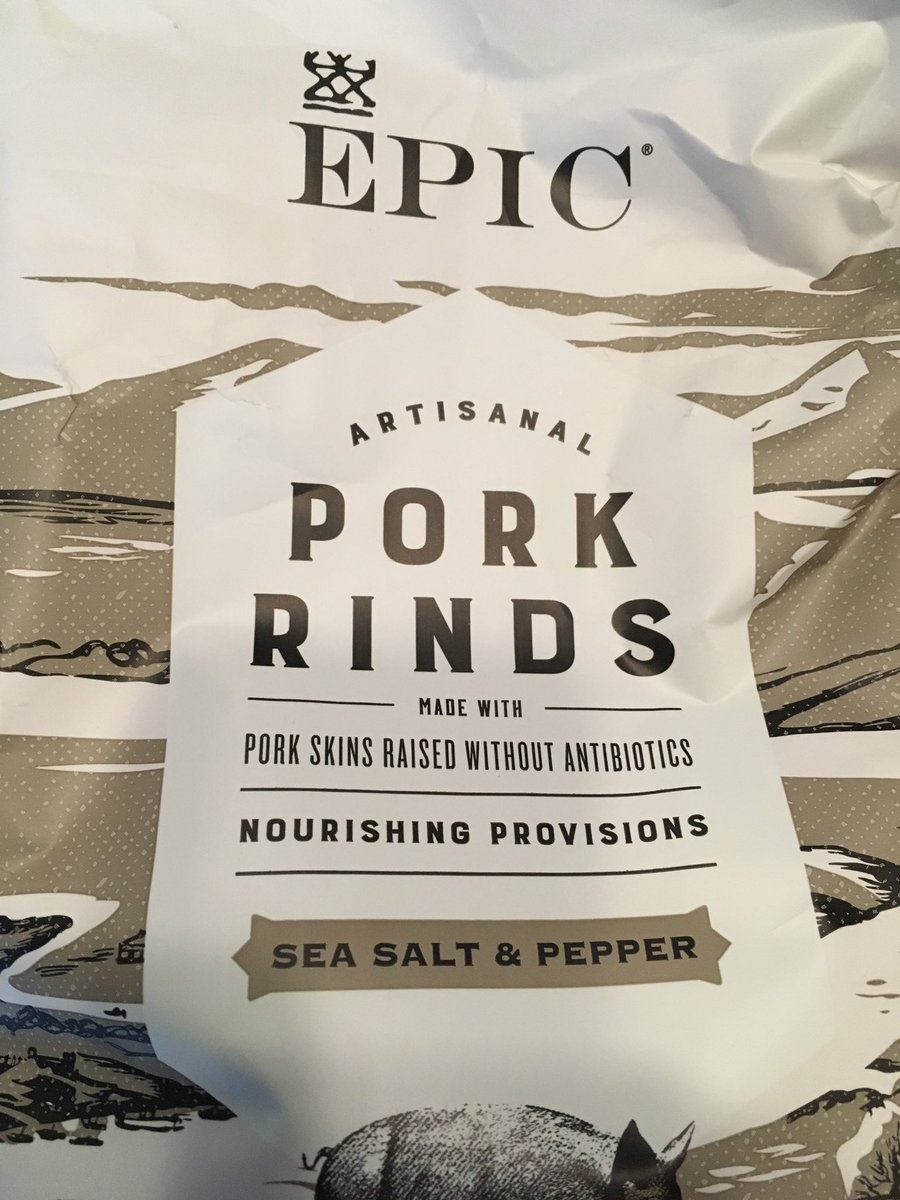 EPIC®
ARTISANAL
PORK
RINDS
MADE WITH
PORK SKINS RAISED WITHOUT ANTIBIOTICS
NOURISHING PROVISIONS
SEA SALT & PEPPER